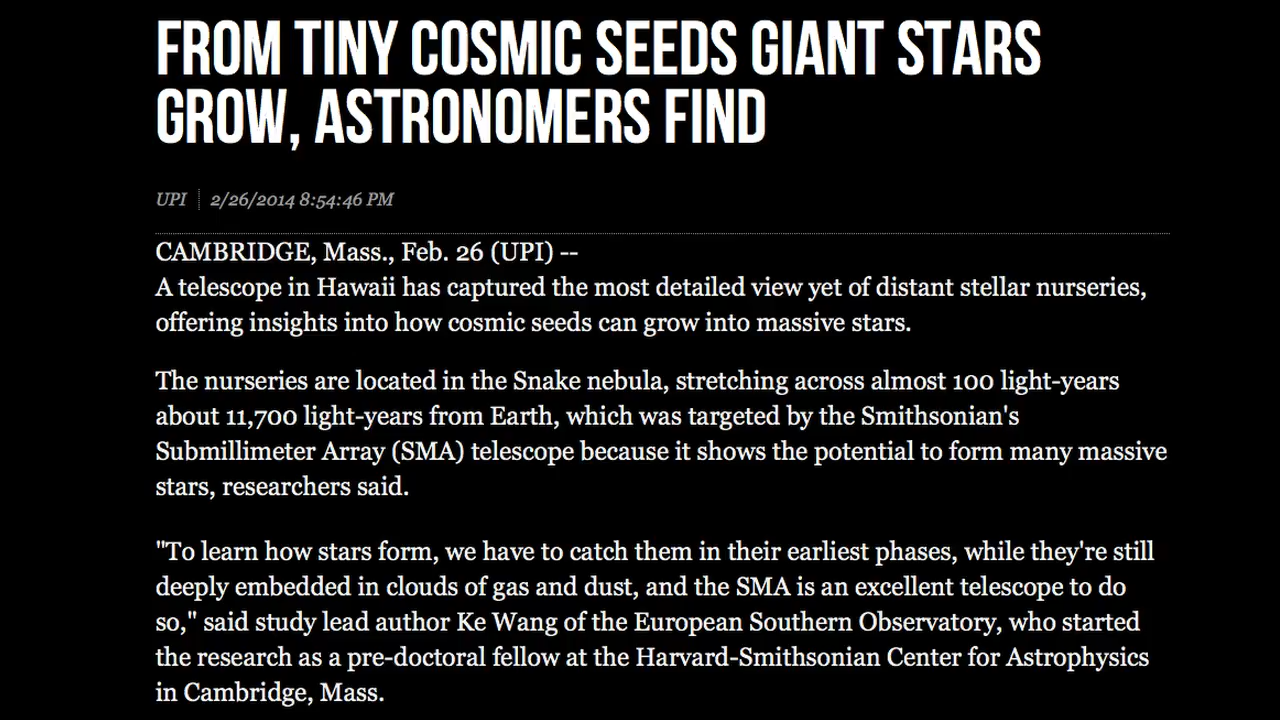 FROM TINY COSMIC SEEDS GIANT STARS
GROW, ASTRONOMERS FIND
UPI | 2/26/2014 8:54:46 PM
CAMBRIDGE, Mass., Feb. 26 (UPI) --
A telescope in Hawaii has captured the most detailed view yet of distant stellar nurseries,
offering insights into how cosmic seeds can grow into massive stars.
The nurseries are located in the Snake nebula, stretching across almost 100 light-years
about 11,700 light-years from Earth, which was targeted by the Smithsonian's
Submillimeter Array (SMA) telescope because it shows the potential to form many massive
stars, researchers said.
"To learn how stars form, we have to catch them in their earliest phases, while they're still
deeply embedded in clouds of gas and dust, and the SMA is an excellent telescope to do
so," said study lead author Ke Wang of the European Southern Observatory, who started
the research as a pre-doctoral fellow at the Harvard-Smithsonian Center for Astrophysics
in Cambridge, Mass.